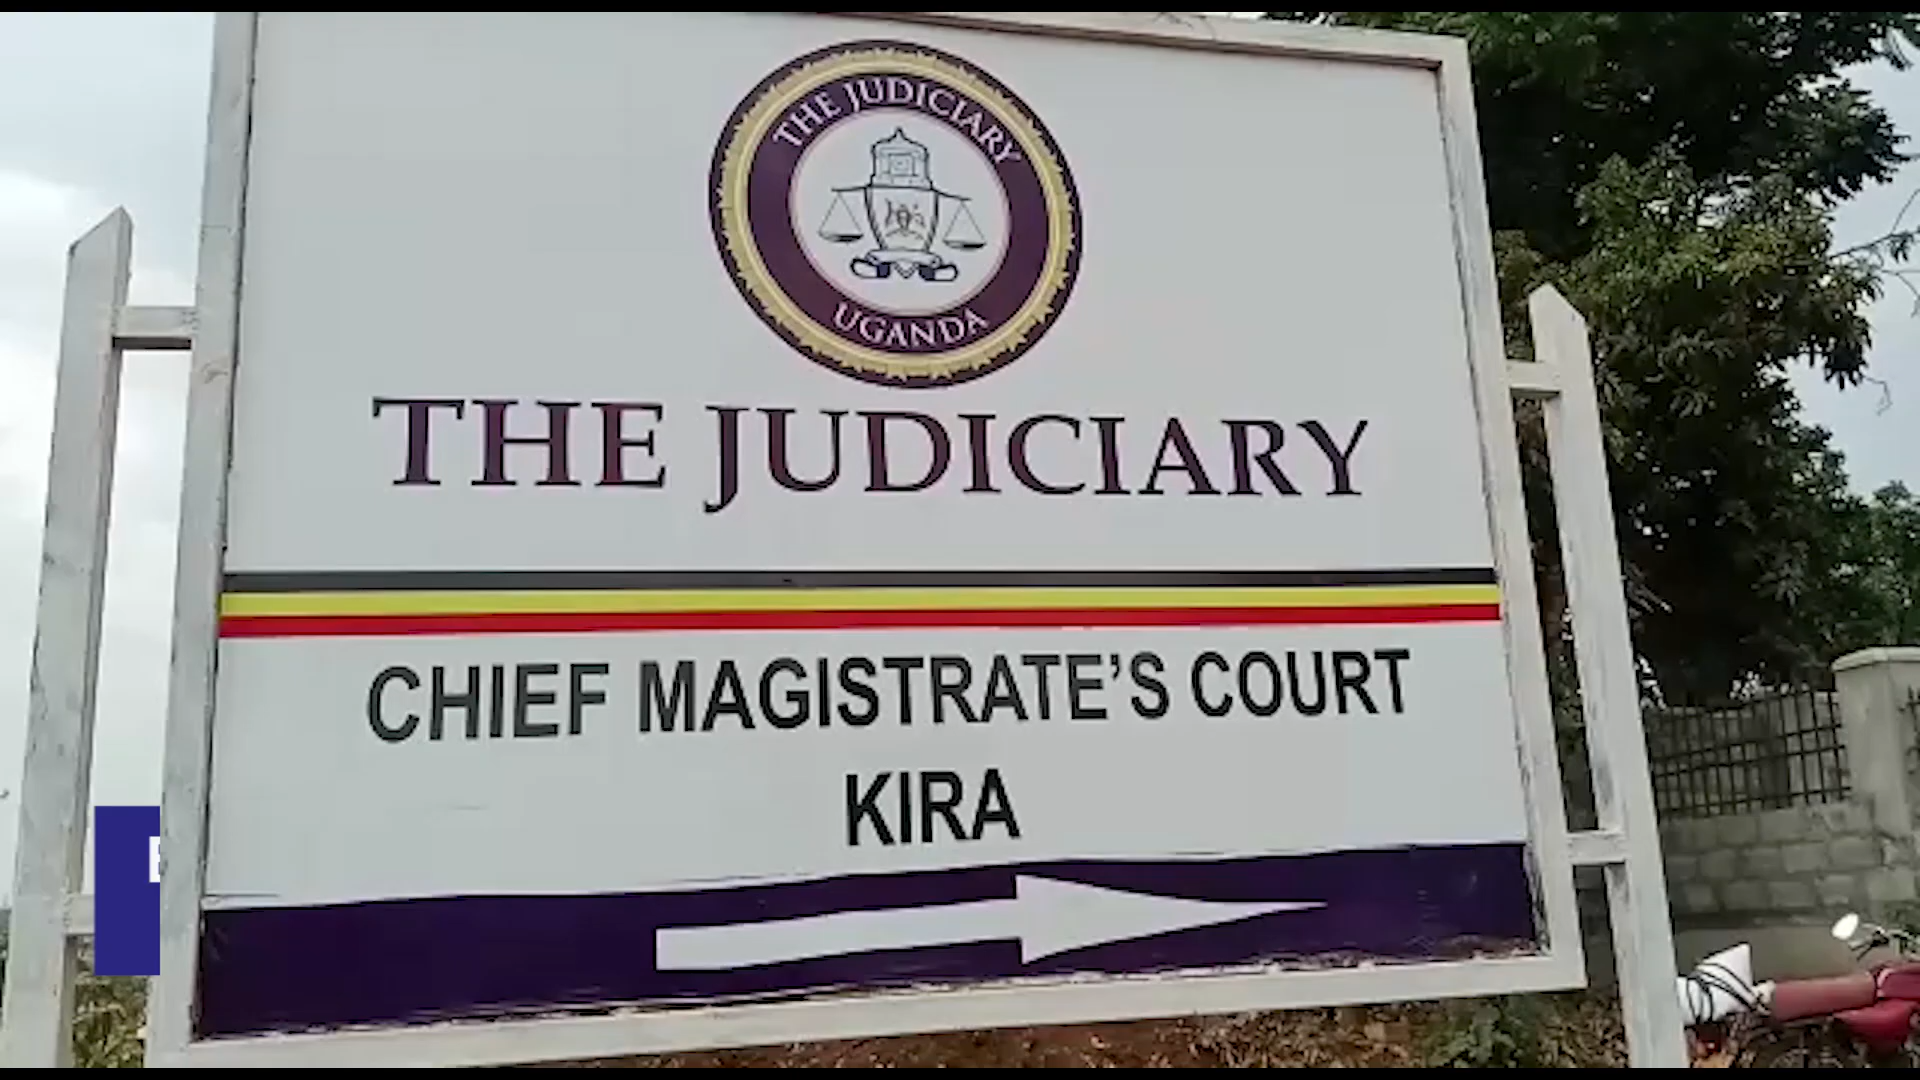 THE JUDICIARY
UGANDA
THE JUDICIARY
CHIEF MAGISTRATE'S COURT
KIRA